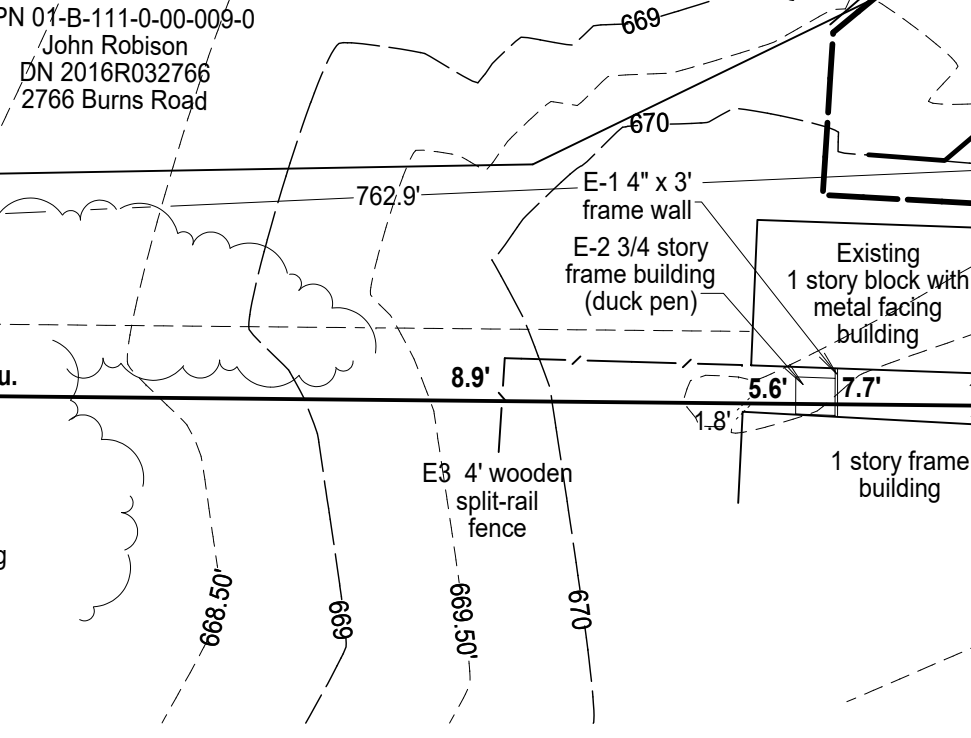 PN 01-B-111-0-00-009-0
John Robison
DN 2016R032766
2766 Burns Road
669
670
762.9'
E-1 4" x 3'
frame wall
E-2 3/4 story
frame building
(duck pen)
Existing
1 story block with
metal facing
building
u.
8.9'
5.6'
7.7'
1.8'
E3 4' wooden
split-rail
fence
1 story frame
building
g
668.50'
669
669.50'
670